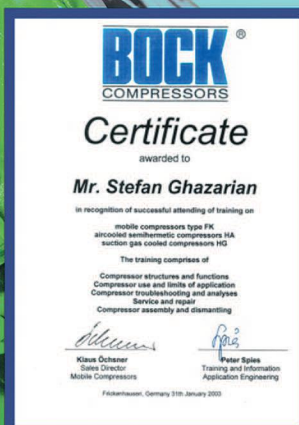 BOCK ®
COMPRESSORS
Certificate
awarded to
Mr. Stefan Ghazarian
in recognition of successful attending of training on
mobile compressors type FK
aircooled semihermetic compressors HA
suction gas cooled compressors HG
The training comprises of
Compressor structures and functions
Compressor use and limits of application
Compressor troubleshooting and analyses
Service and repair
Compressor assembly and dismantling
Klaus Öchsner
Sales Director
Mobile Compressors
Peter Spies
Training and Information
Application Engineering
Frickenhausen, Germany 31th January 2003